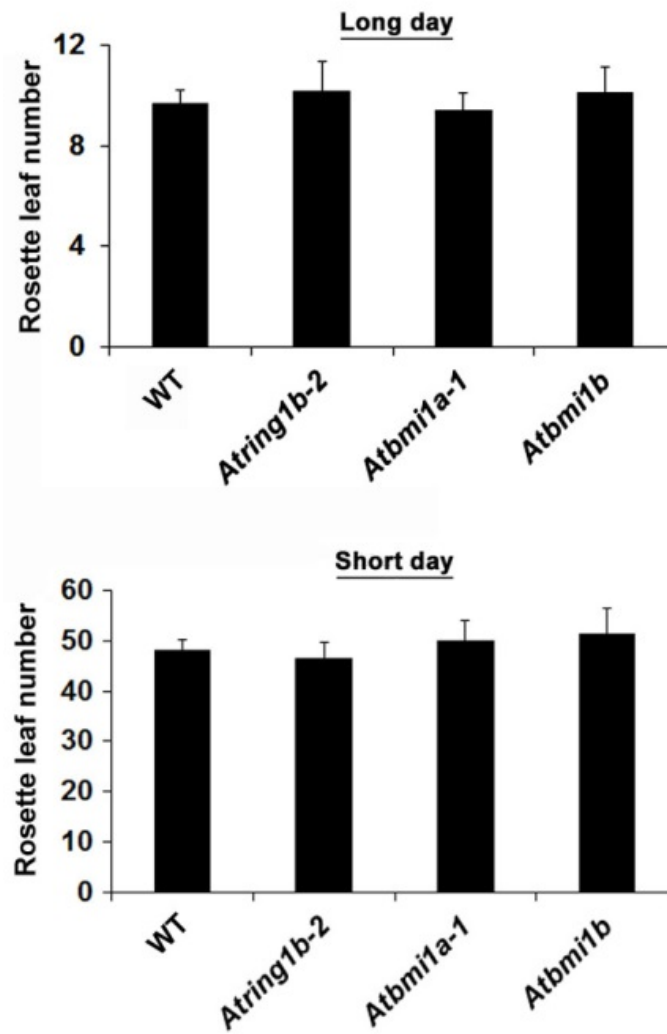 Long day
12
8
4
0
Rosette leaf number
WT
Atring1b-2
Atbmi1a-1
Atbmi1b
Short day
60
50
40
30
20
10
0
Rosette leaf number
WT
Atring1b-2
Atbmi1a-1
Atbmi1b